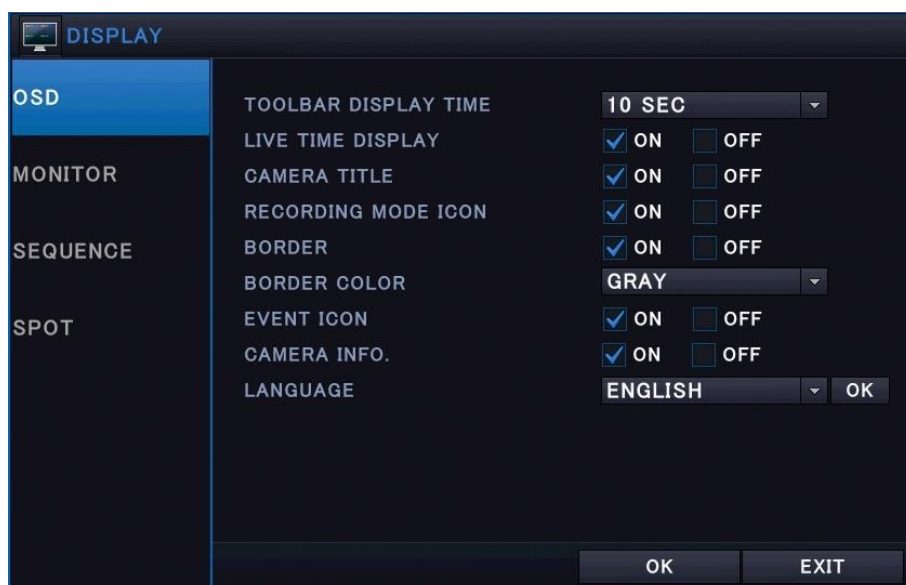 DISPLAY
OSD
MONITOR
SEQUENCE
SPOT
TOOLBAR DISPLAY TIME 10 SEC
LIVE TIME DISPLAY ON OFF
CAMERA TITLE ON OFF
RECORDING MODE ICON ON OFF
BORDER ON OFF
BORDER COLOR GRAY
EVENT ICON ON OFF
CAMERA INFO. ON OFF
LANGUAGE ENGLISH OK
OK EXIT